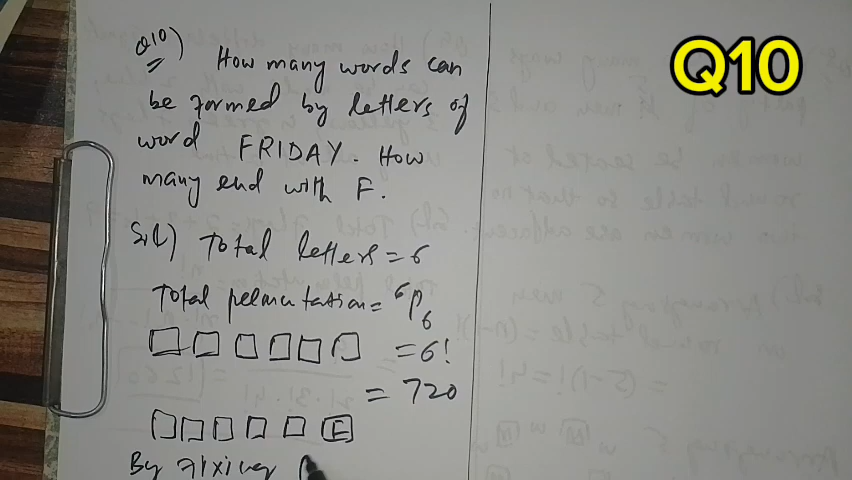 Q10
Q10) How many words can
be formed by letters of
word FRIDAY. How
many end with F.
Sol) Total letters = 6
Total permutation = ⁶P₆
= 6!
= 720
F
By fixing